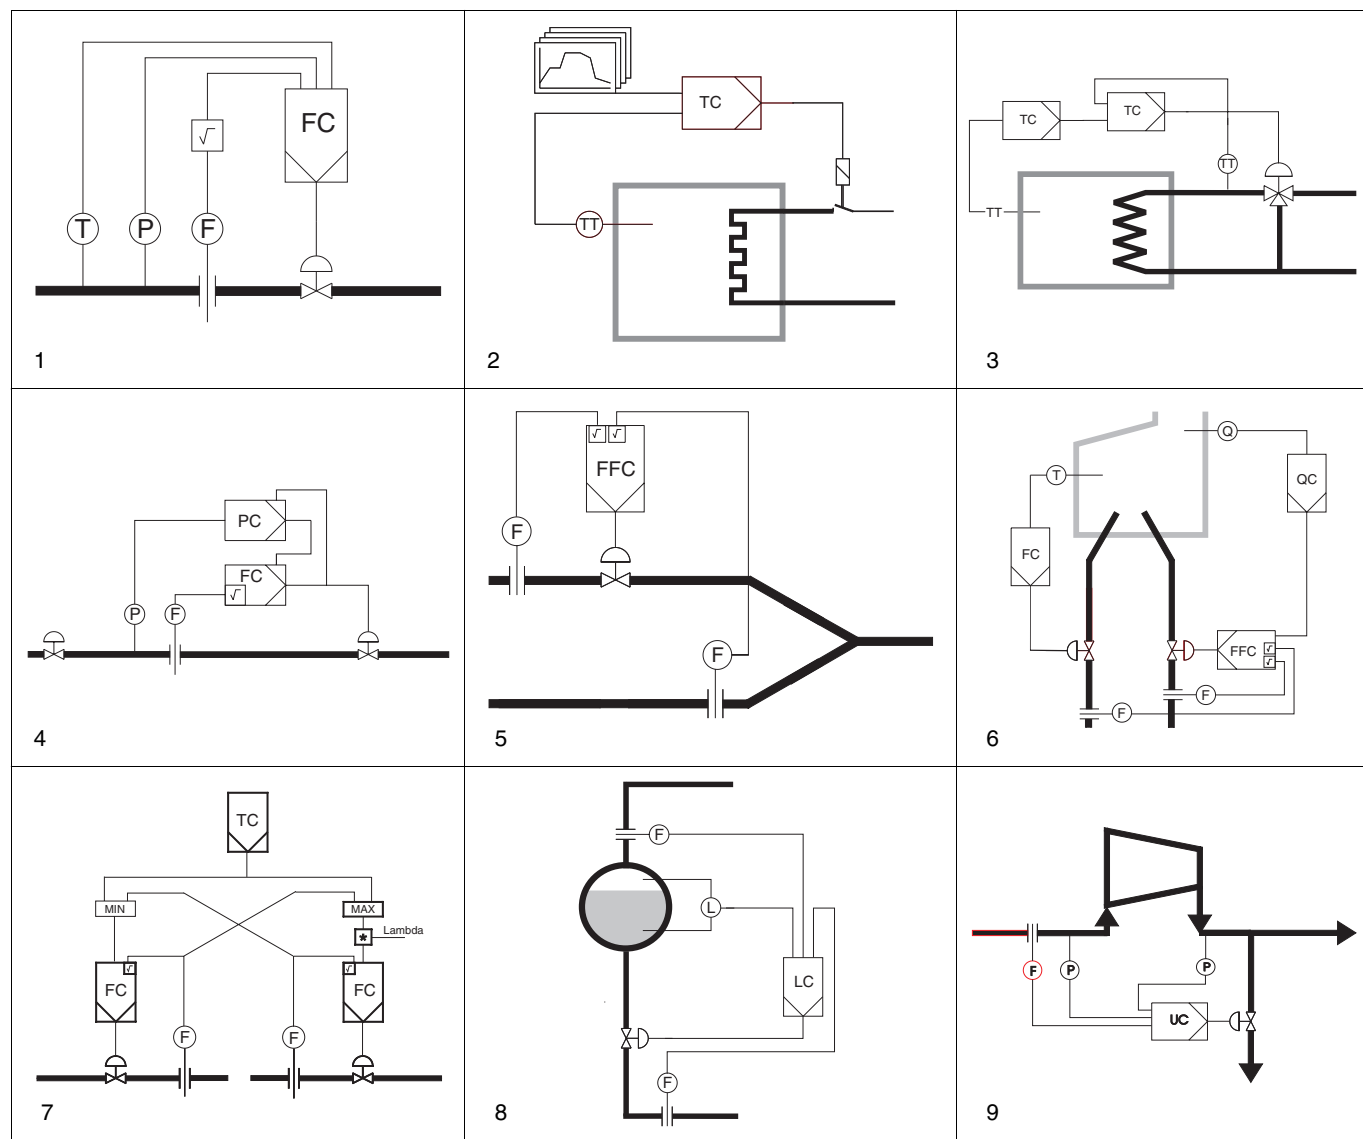 FC
√
T P F
1
TC
TT
2
TC TC
TT
TT
3
PC
FC
√
P F
4
√ √
FFC
F
F
5
Q
T
QC
FC
FFC √
√
F
F
6
TC
MIN MAX
* Lambda
√ √
FC FC
F F
7
F
L
LC
F
8
F P P
UC
9